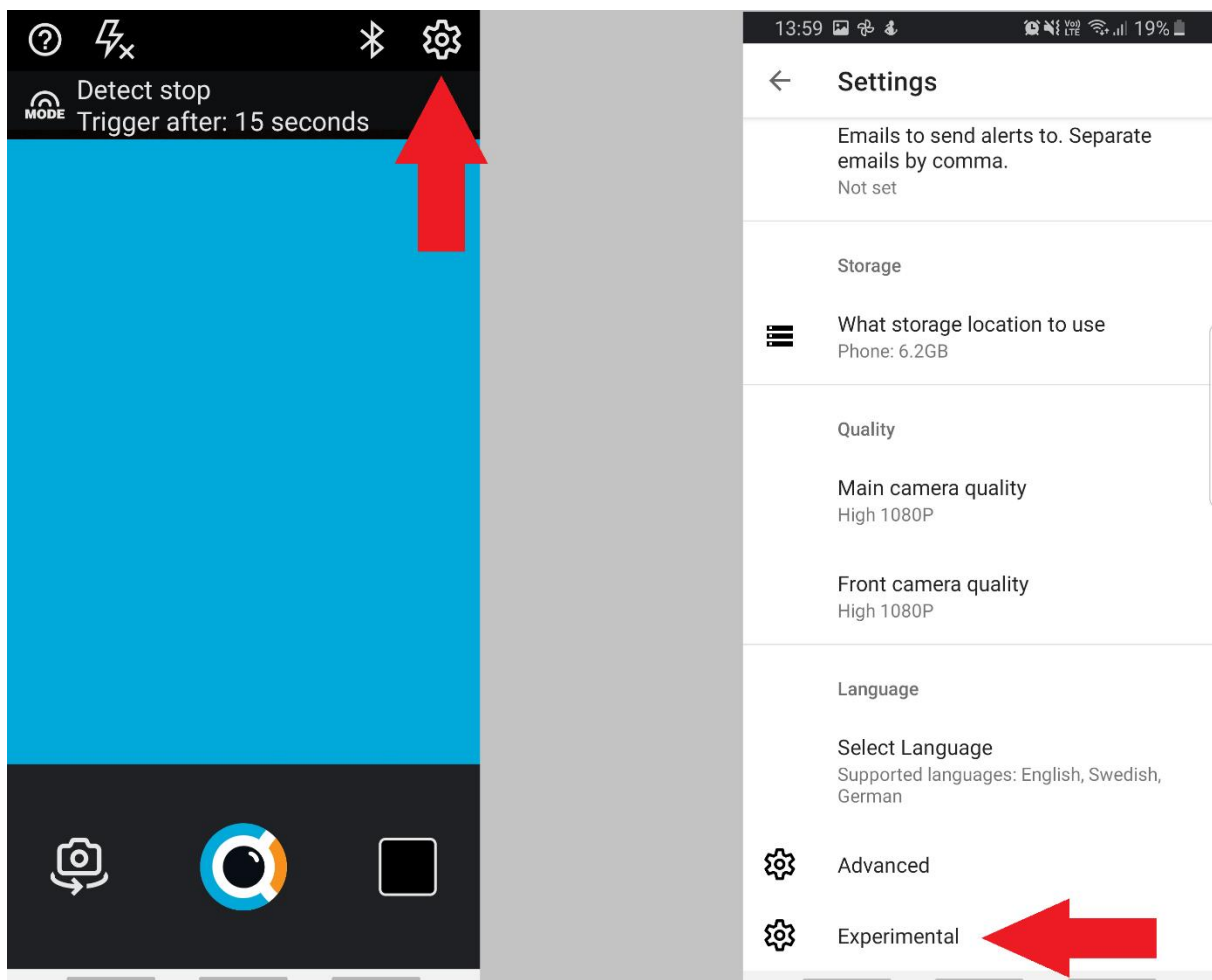 Detect stop
MODE
Trigger after: 15 seconds
13:59
Vo))
LTE
19%
Settings
Emails to send alerts to. Separate
emails by comma.
Not set
Storage
What storage location to use
Phone: 6.2GB
Quality
Main camera quality
High 1080P
Front camera quality
High 1080P
Language
Select Language
Supported languages: English, Swedish,
German
Advanced
Experimental